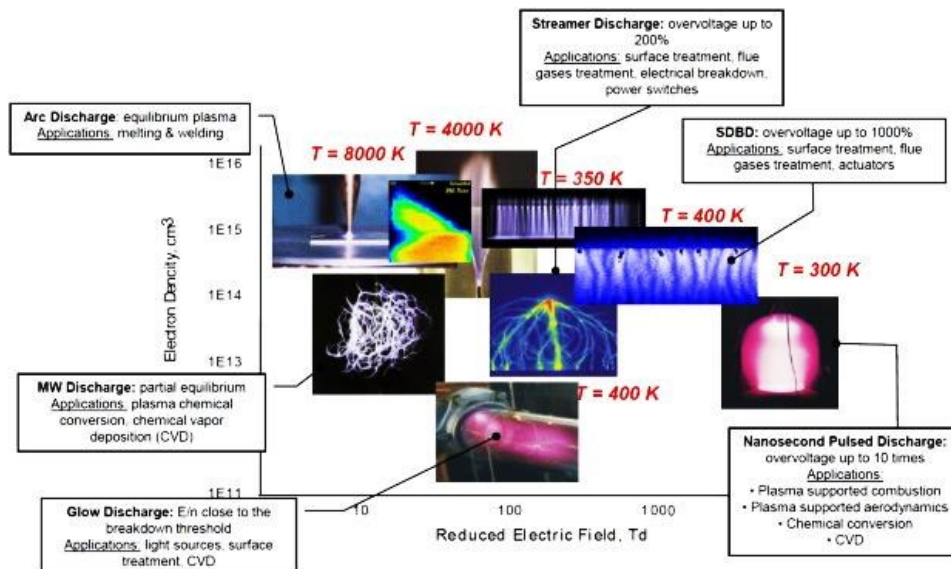 Streamer Discharge: overvoltage up to
200%
Applications: surface treatment, flue
gases treatment, electrical breakdown,
power switches
Arc Discharge: equilibrium plasma
Applications: melting & welding
SDBD: overvoltage up to 1000%
Applications: surface treatment, flue
gases treatment, actuators
T = 4000 K
T = 8000 K
T = 350 K
T = 400 K
T = 300 K
T = 400 K
1E16
1E15
1E14
1E13
1E11
Electron Dencity, cm-3
MW Discharge: partial equilibrium
Applications: plasma chemical
conversion, chemical vapor
deposition (CVD)
Glow Discharge: E/n close to the
breakdown threshold
Applications: light sources, surface
treatment, CVD
Nanosecond Pulsed Discharge:
overvoltage up to 10 times
Applications:
• Plasma supported combustion
• Plasma supported aerodynamics
• Chemical conversion
• CVD
10
100
1000
Reduced Electric Field, Td